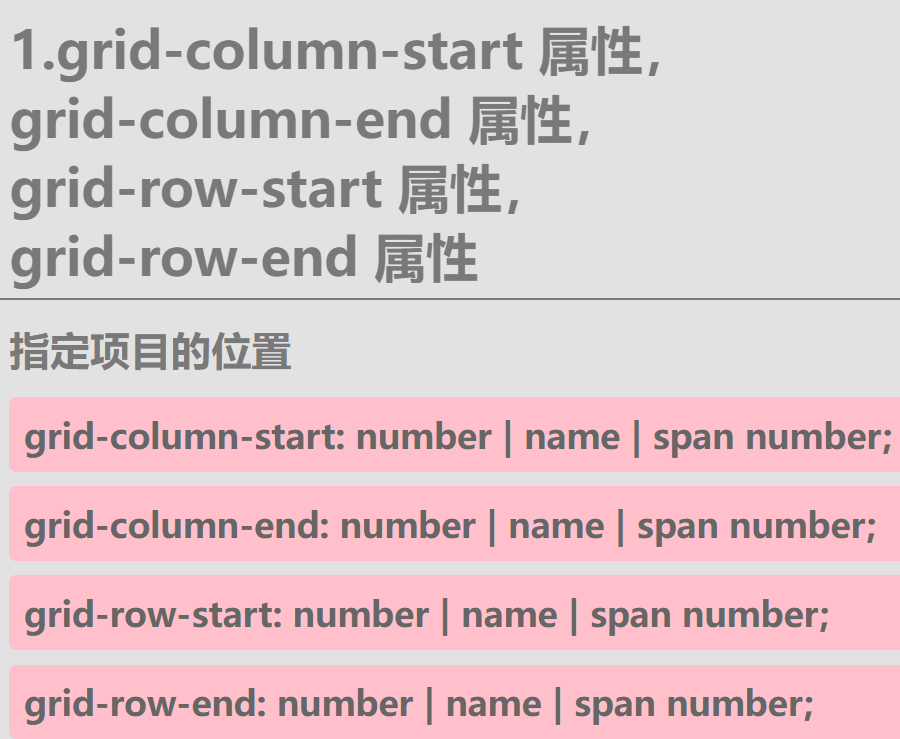 1.grid-column-start 属性，
grid-column-end 属性，
grid-row-start 属性，
grid-row-end 属性
指定项目的位置
grid-column-start: number | name | span number;
grid-column-end: number | name | span number;
grid-row-start: number | name | span number;
grid-row-end: number | name | span number;